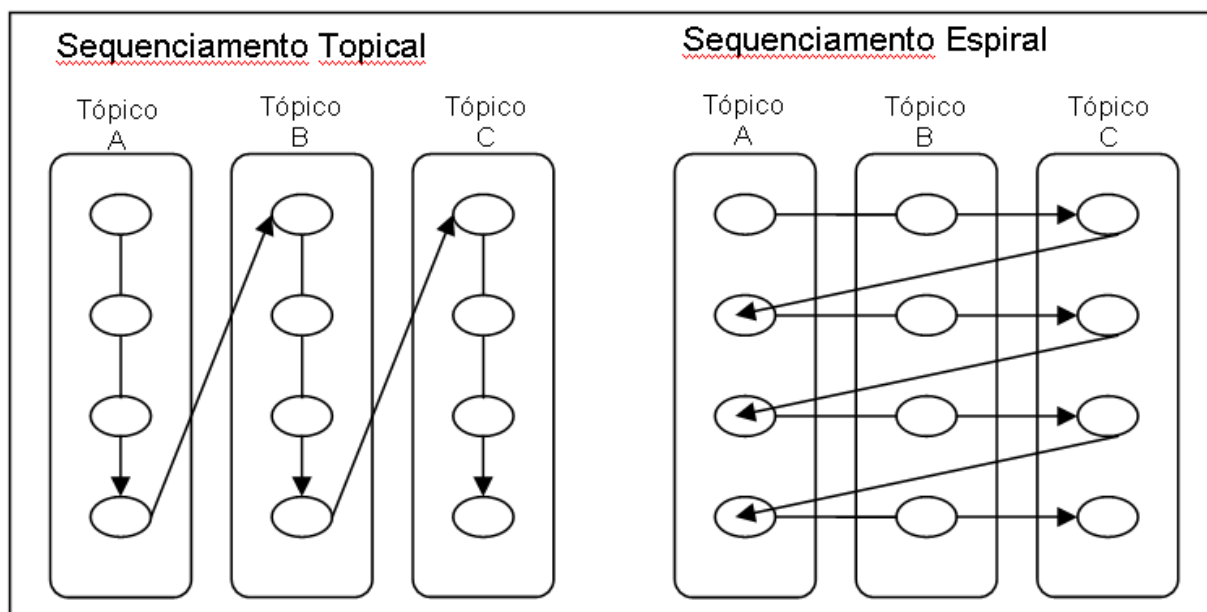 Sequenciamento Topical
Tópico
A
Tópico
B
Tópico
C
Sequenciamento Espiral
Tópico
A
Tópico
B
Tópico
C